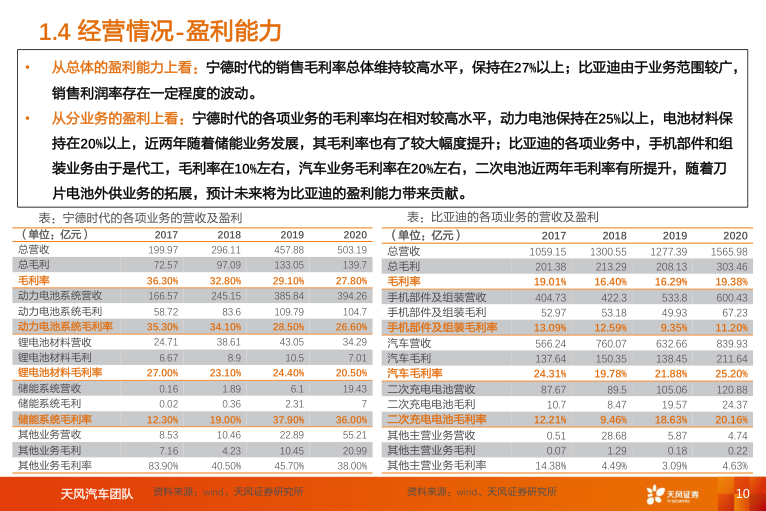 1.4 经营情况-盈利能力
• 从总体的盈利能力上看：宁德时代的销售毛利率总体维持较高水平，保持在27%以上；比亚迪由于业务范围较广，
销售利润率存在一定程度的波动。
• 从分业务的盈利上看：宁德时代的各项业务的毛利率均在相对较高水平，动力电池保持在25%以上，电池材料保
持在20%以上，近两年随着储能业务发展，其毛利率也有了较大幅度提升；比亚迪的各项业务中，手机部件和组
装业务由于是代工，毛利率在10%左右，汽车业务毛利率在20%左右，二次电池近两年毛利率有所提升，随着刀
片电池外供业务的拓展，预计未来将为比亚迪的盈利能力带来贡献。
表：宁德时代的各项业务的营收及盈利
（单位：亿元） 2017 2018 2019 2020
总营收 199.97 296.11 457.88 503.19
总毛利 72.57 97.09 133.05 139.7
毛利率 36.30% 32.80% 29.10% 27.80%
动力电池系统营收 166.57 245.15 385.84 394.26
动力电池系统毛利 58.72 83.6 109.79 104.7
动力电池系统毛利率 35.30% 34.10% 28.50% 26.60%
锂电池材料营收 24.71 38.61 43.05 34.29
锂电池材料毛利 6.67 8.9 10.5 7.01
锂电池材料毛利率 27.00% 23.10% 24.40% 20.50%
储能系统营收 0.16 1.89 6.1 19.43
储能系统毛利 0.02 0.36 2.31 7
储能系统毛利率 12.30% 19.00% 37.90% 36.00%
其他业务营收 8.53 10.46 22.89 55.21
其他业务毛利 7.16 4.23 10.45 20.99
其他业务毛利率 83.90% 40.50% 45.70% 38.00%
表：比亚迪的各项业务的营收及盈利
（单位：亿元） 2017 2018 2019 2020
总营收 1059.15 1300.55 1277.39 1565.98
总毛利 201.38 213.29 208.13 303.46
毛利率 19.01% 16.40% 16.29% 19.38%
手机部件及组装营收 404.73 422.3 533.8 600.43
手机部件及组装毛利 52.97 53.18 49.93 67.23
手机部件及组装毛利率 13.09% 12.59% 9.35% 11.20%
汽车营收 566.24 760.07 632.66 839.93
汽车毛利 137.64 150.35 138.45 211.64
汽车毛利率 24.31% 19.78% 21.88% 25.20%
二次充电电池营收 87.67 89.5 105.06 120.88
二次充电电池毛利 10.7 8.47 19.57 24.37
二次充电电池毛利率 12.21% 9.46% 18.63% 20.16%
其他主营业务营收 0.51 28.68 5.87 4.74
其他主营业务毛利 0.07 1.29 0.18 0.22
其他主营业务毛利率 14.38% 4.49% 3.09% 4.63%
天风汽车团队
资料来源：wind、天风证券研究所
资料来源：wind、天风证券研究所
天风证券
TF SECURITIES
10